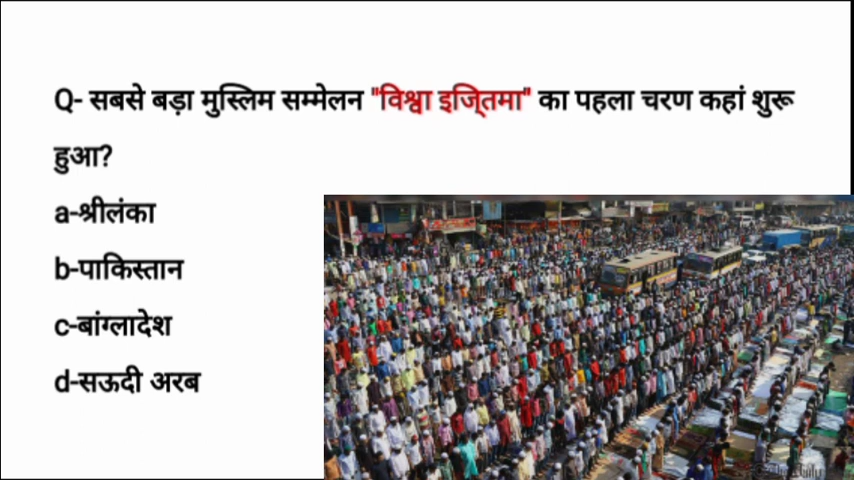 Q- सबसे बड़ा मुस्लिम सम्मेलन "विश्वा इज्तिमा" का पहला चरण कहां शुरू
हुआ?
a-श्रीलंका
b-पाकिस्तान
c-बांग्लादेश
d-सऊदी अरब